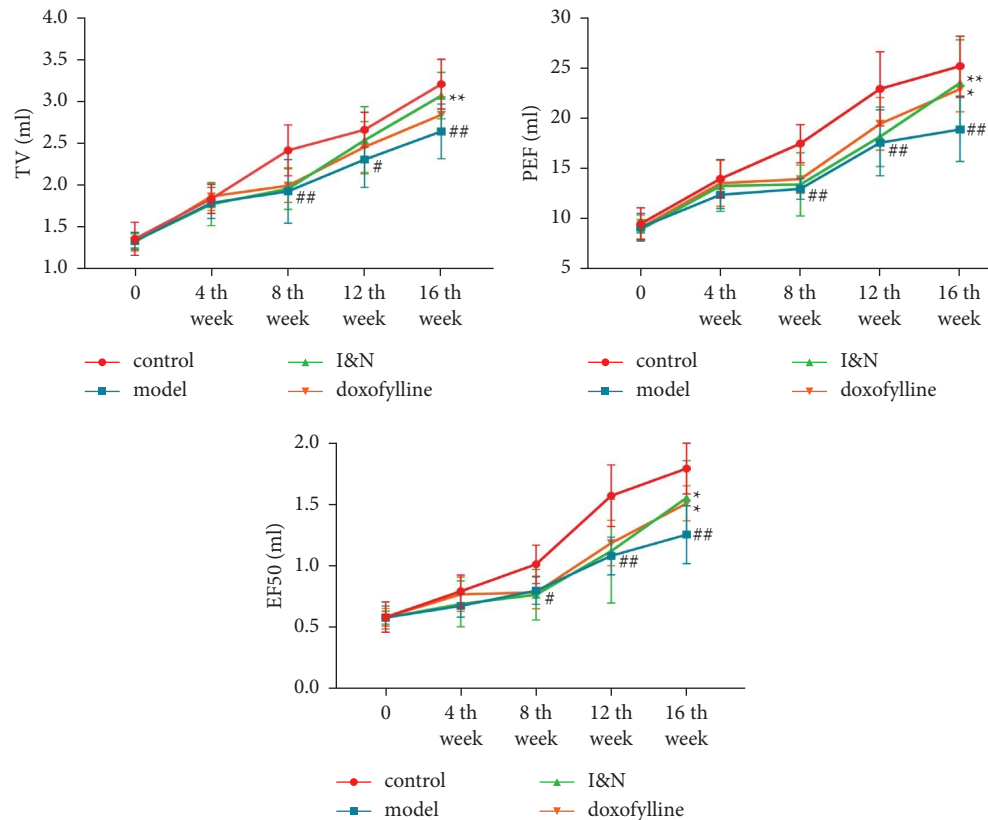 TV (ml)
4.0
3.5
3.0
2.5
2.0
1.5
1.0
**
##
#
##
0
4 th week
8 th week
12 th week
16 th week
control
I&N
model
doxofylline
PEF (ml)
30
25
20
15
10
5
**
*
##
##
##
0
4 th week
8 th week
12 th week
16 th week
control
I&N
model
doxofylline
EF50 (ml)
2.0
1.5
1.0
0.5
0.0
*
*
##
##
#
0
4 th week
8 th week
12 th week
16 th week
control
I&N
model
doxofylline